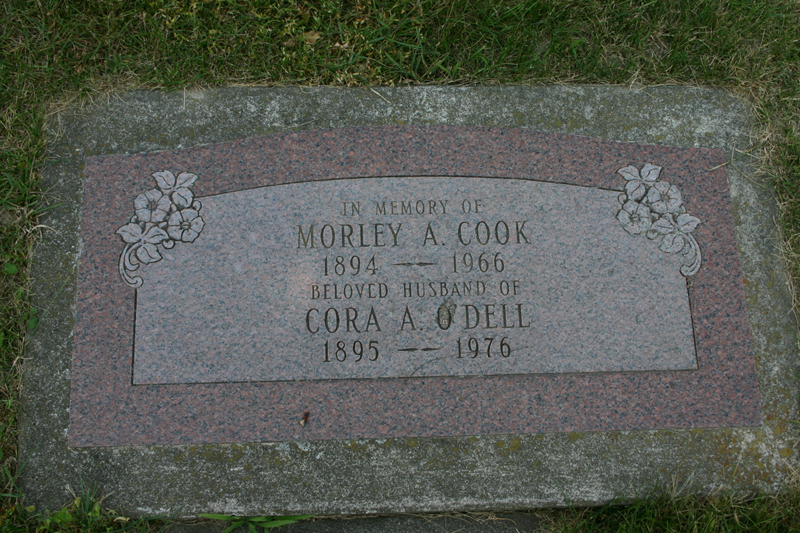 IN MEMORY OF
MORLEY A. COOK
1894 — 1966
BELOVED HUSBAND OF
CORA A. O'DELL
1895 — 1976